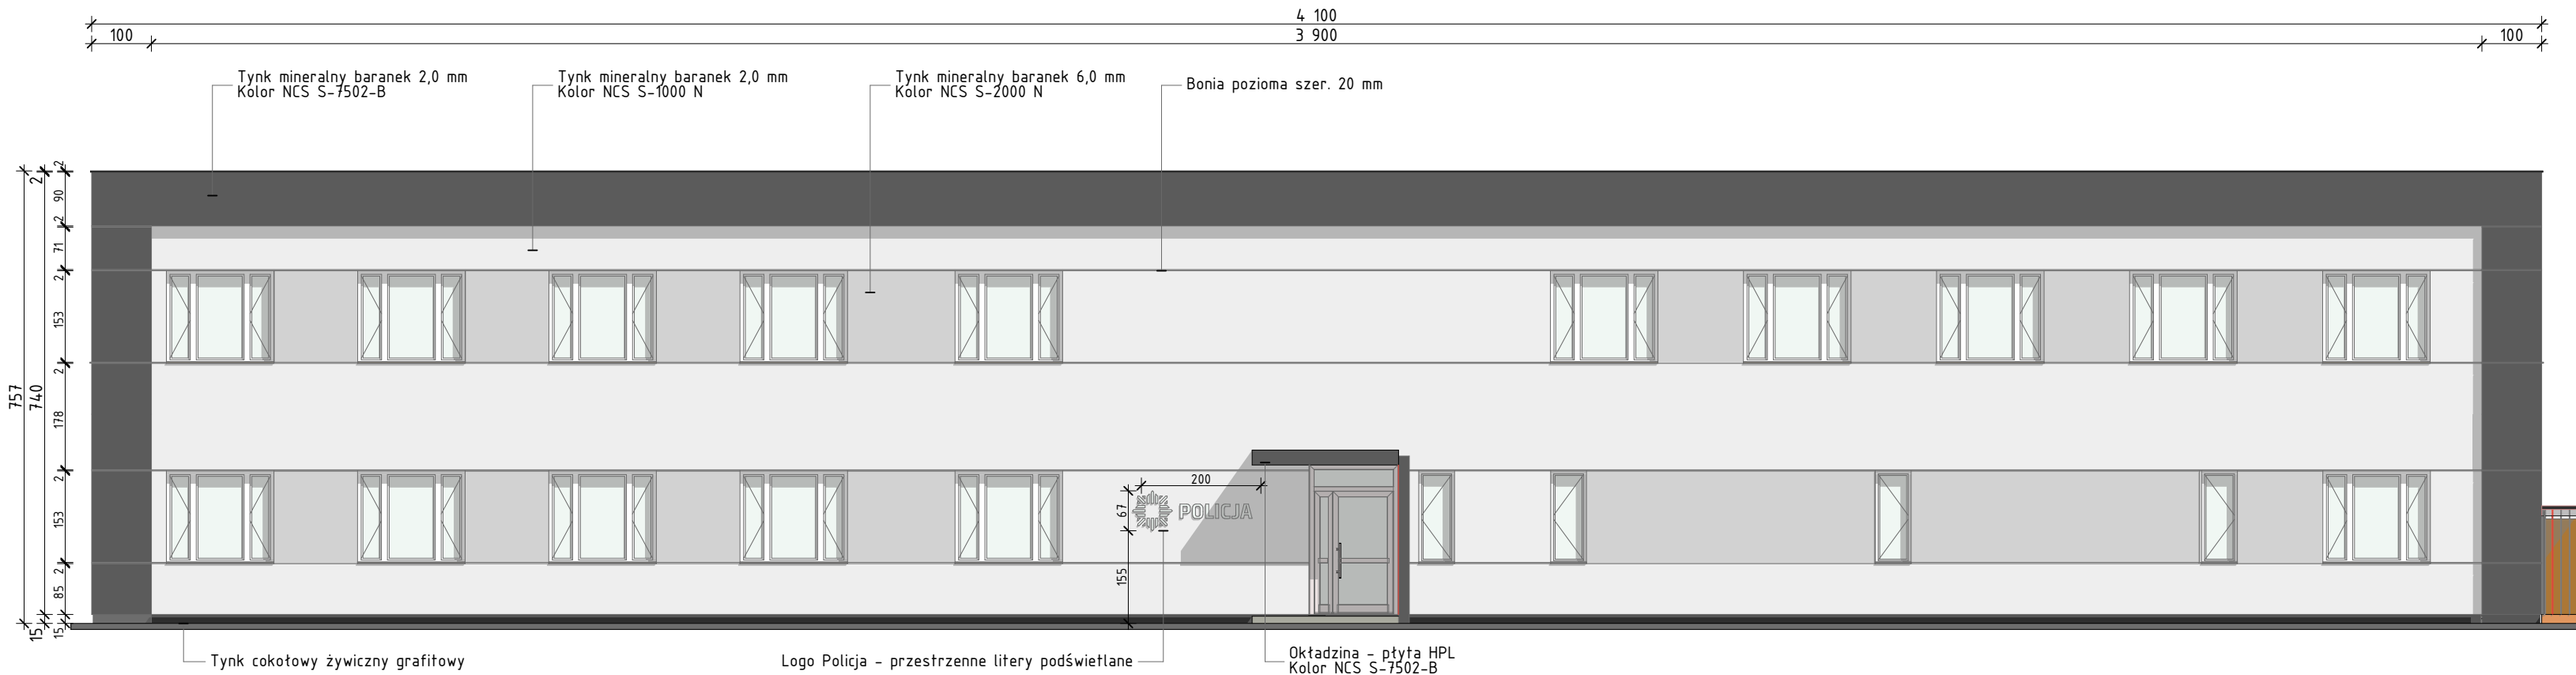 4 100
100
3 900
100
Tynk mineralny baranek 2,0 mm
Kolor NCS S-7502-B
Tynk mineralny baranek 2,0 mm
Kolor NCS S-1000 N
Tynk mineralny baranek 6,0 mm
Kolor NCS S-2000 N
Bonia pozioma szer. 20 mm
757
2
740
15
2
90
2
71
2
153
2
178
2
153
2
85
15
200
67
155
POLICJA
Tynk cokołowy żywiczny grafitowy
Logo Policja - przestrzenne litery podświetlane
Okładzina - płyta HPL
Kolor NCS S-7502-B